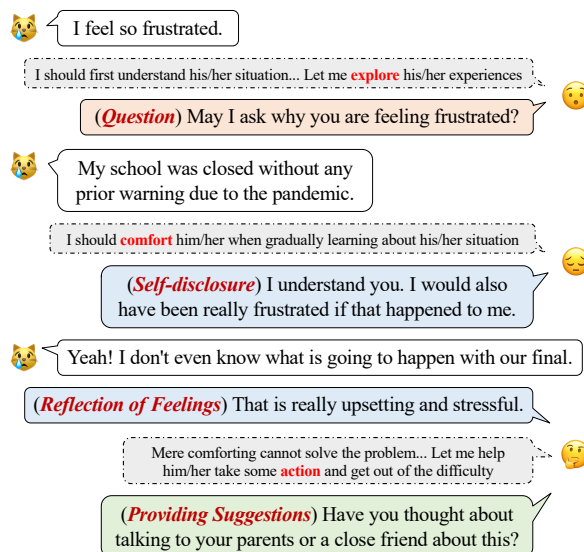 I feel so frustrated.
I should first understand his/her situation... Let me explore his/her experiences
(Question) May I ask why you are feeling frustrated?
My school was closed without any
prior warning due to the pandemic.
I should comfort him/her when gradually learning about his/her situation
(Self-disclosure) I understand you. I would also
have been really frustrated if that happened to me.
Yeah! I don't even know what is going to happen with our final.
(Reflection of Feelings) That is really upsetting and stressful.
Mere comforting cannot solve the problem... Let me help
him/her take some action and get out of the difficulty
(Providing Suggestions) Have you thought about
talking to your parents or a close friend about this?